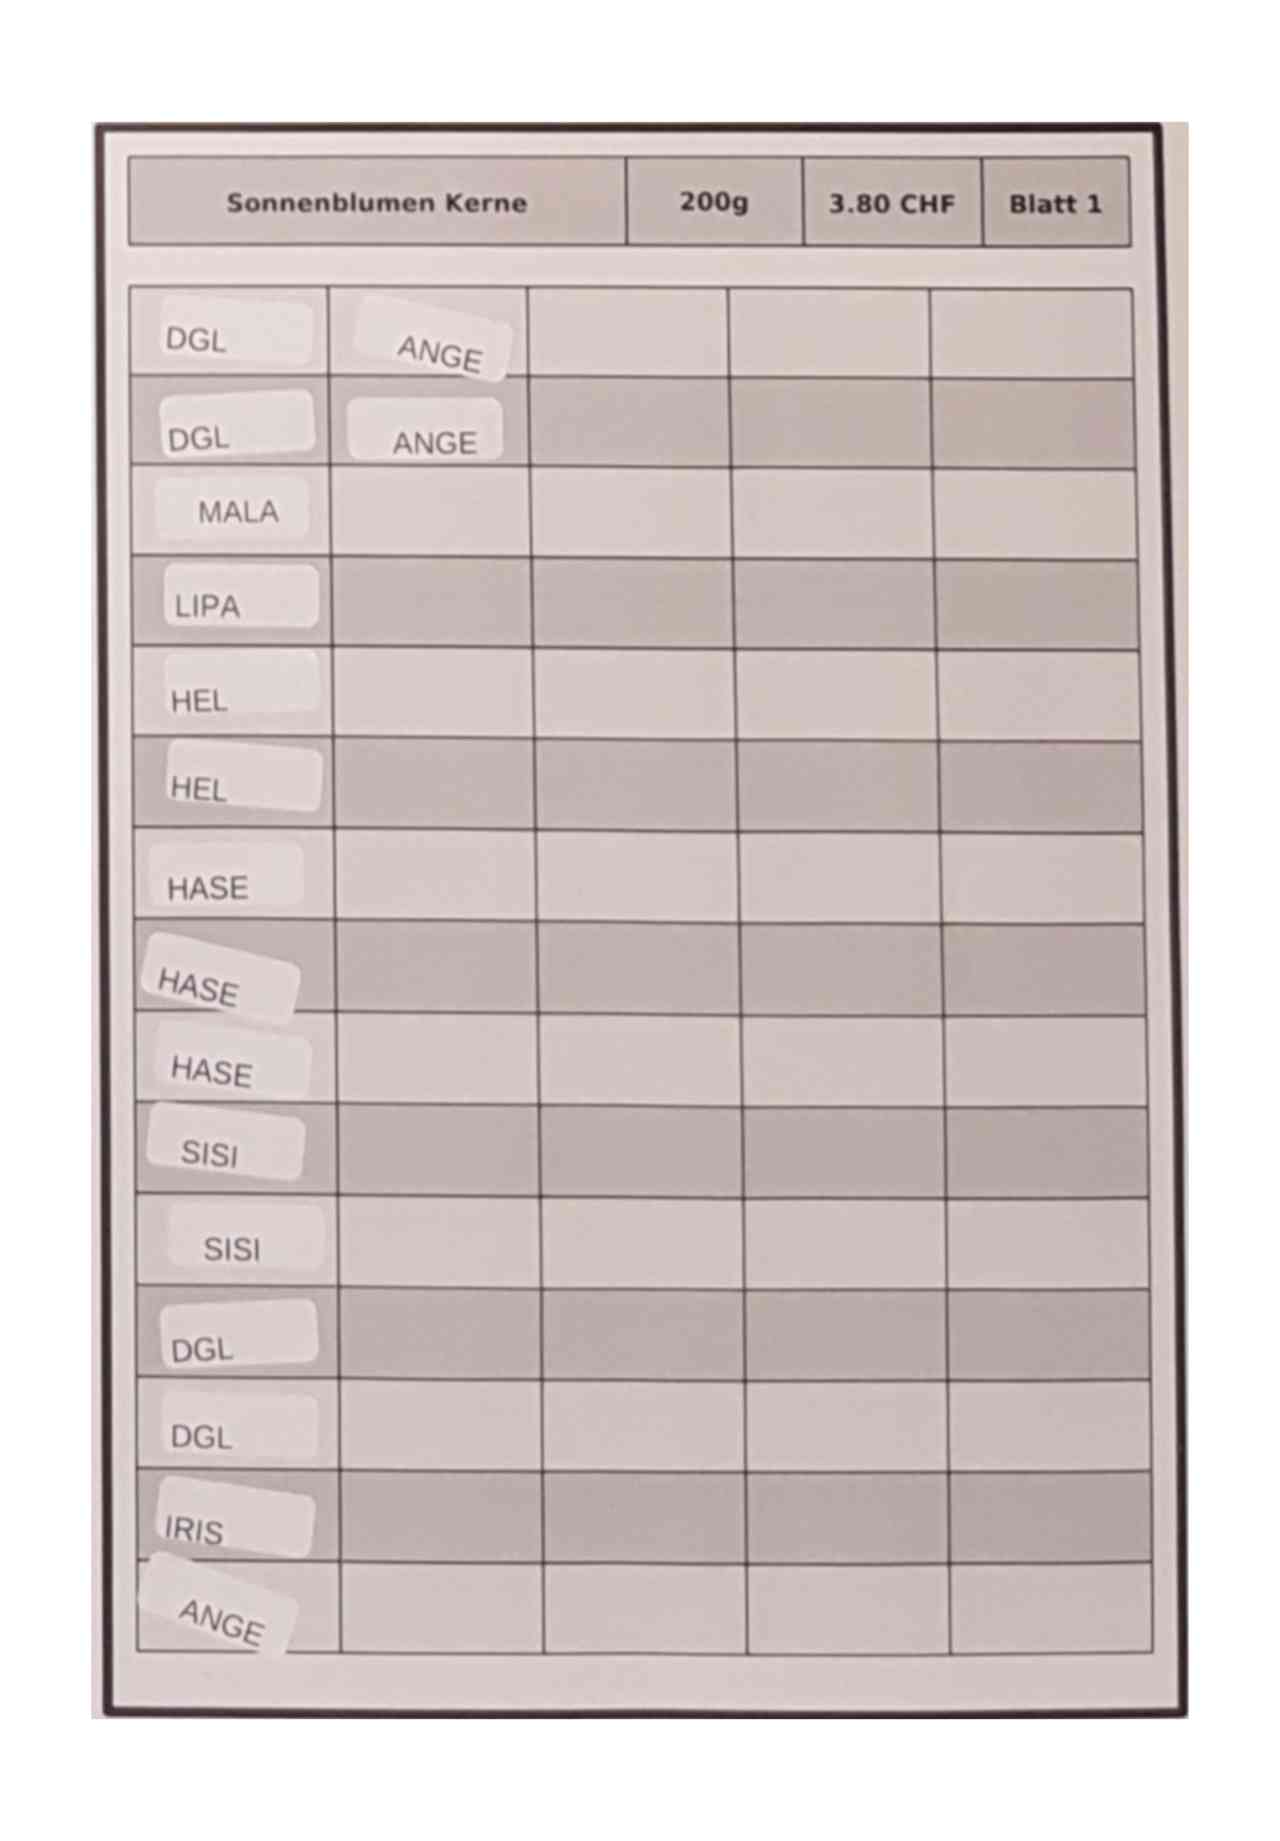 Sonnenblumen Kerne 200g 3.80 CHF Blatt 1
DGL ANGE
DGL ANGE
MALA
LIPA
HEL
HEL
HASE
HASE
HASE
SISI
SISI
DGL
DGL
IRIS
ANGE